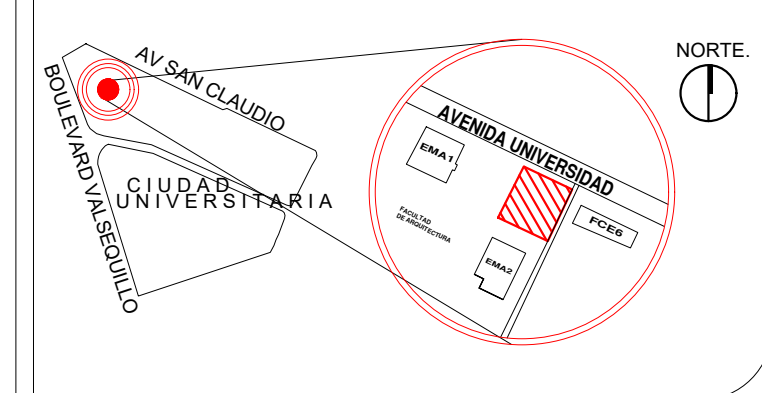 NORTE.
AV SAN CLAUDIO
BOULEVARD VALSEQUILLO
CIUDAD
UNIVERSITARIA
AVENIDA UNIVERSIDAD
EMA1
FACULTAD
DE ARQUITECTURA
EMA2
FCE6